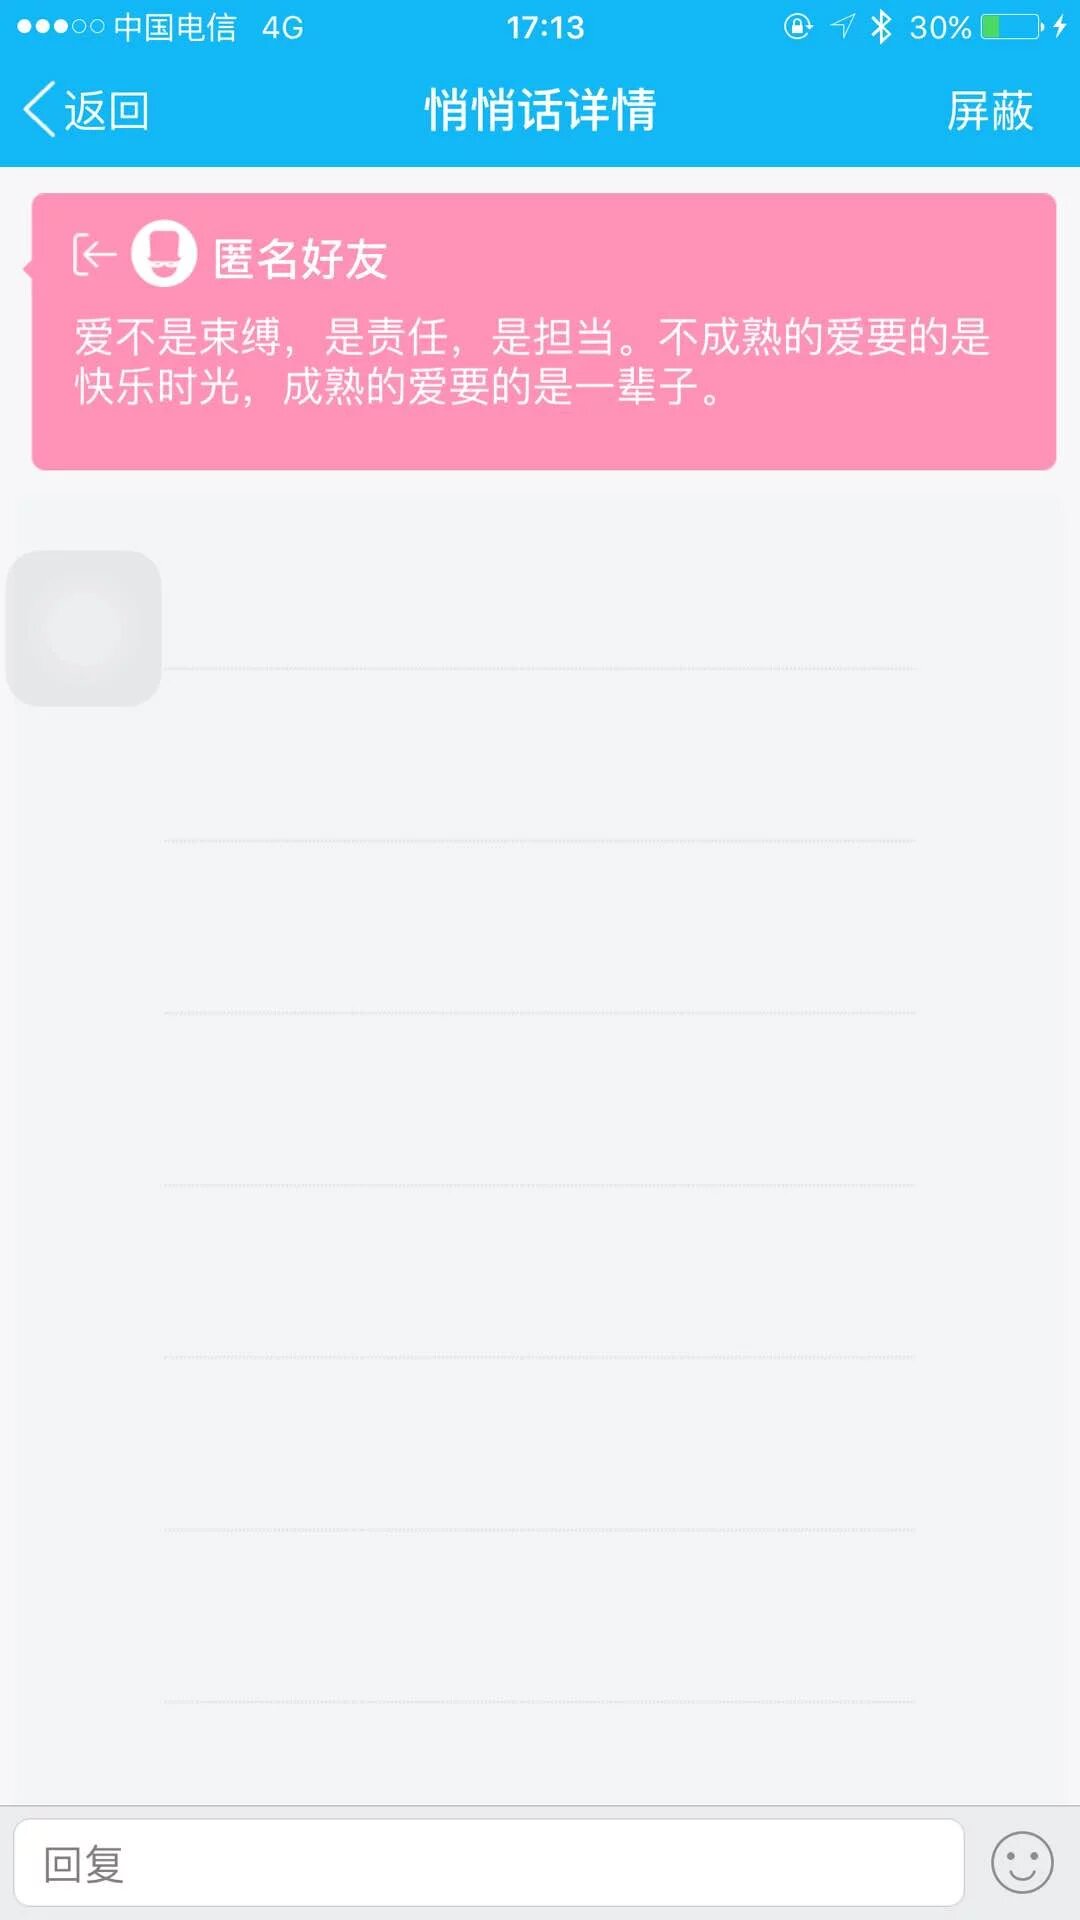 中国电信 4G 17:13 30%
返回 悄悄话详情 屏蔽
匿名好友
爱不是束缚，是责任，是担当。不成熟的爱要的是
快乐时光，成熟的爱要的是一辈子。
回复